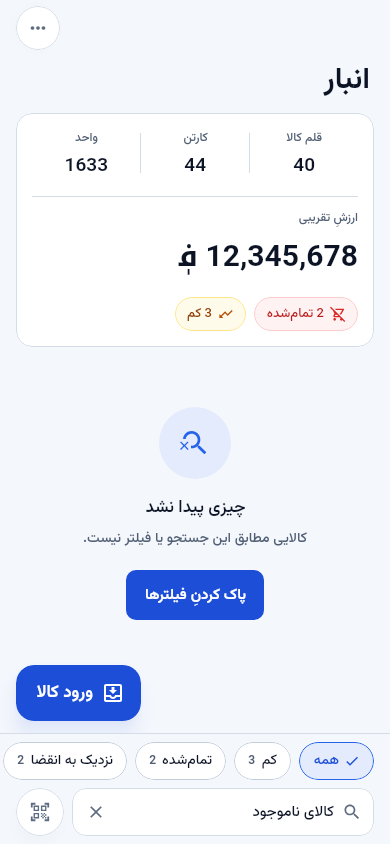 انبار
قلم کالا
40
کارتن
44
واحد
1633
ارزشِ تقریبی
12,345,678 ؋
2 تمام‌شده
3 کم
چیزی پیدا نشد
کالایی مطابق این جستجو یا فیلتر نیست.
پاک کردنِ فیلترها
ورود کالا
همه
کم 3
تمام‌شده 2
نزدیک به انقضا 2
کالای ناموجود